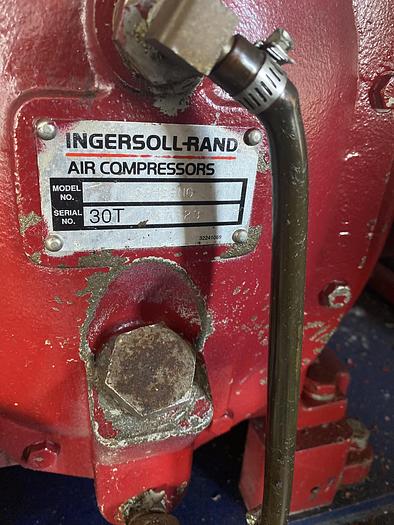 INGERSOLL-RAND
AIR COMPRESSORS
MODEL NO.
SERIAL NO. 30T